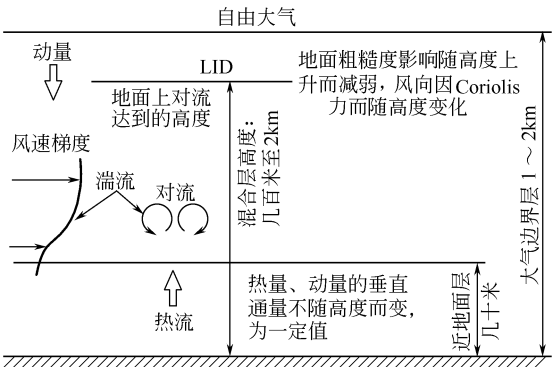 自由大气
动量
LID
地面粗糙度影响随高度上
升而减弱，风向因Coriolis
力而随高度变化
地面上对流
达到的高度
风速梯度
湍流
对流
混合层高度：
几百米至2km
大气边界层 1～2km
热流
热量、动量的垂直
通量不随高度而变，
为一定值
近地面层
几十米